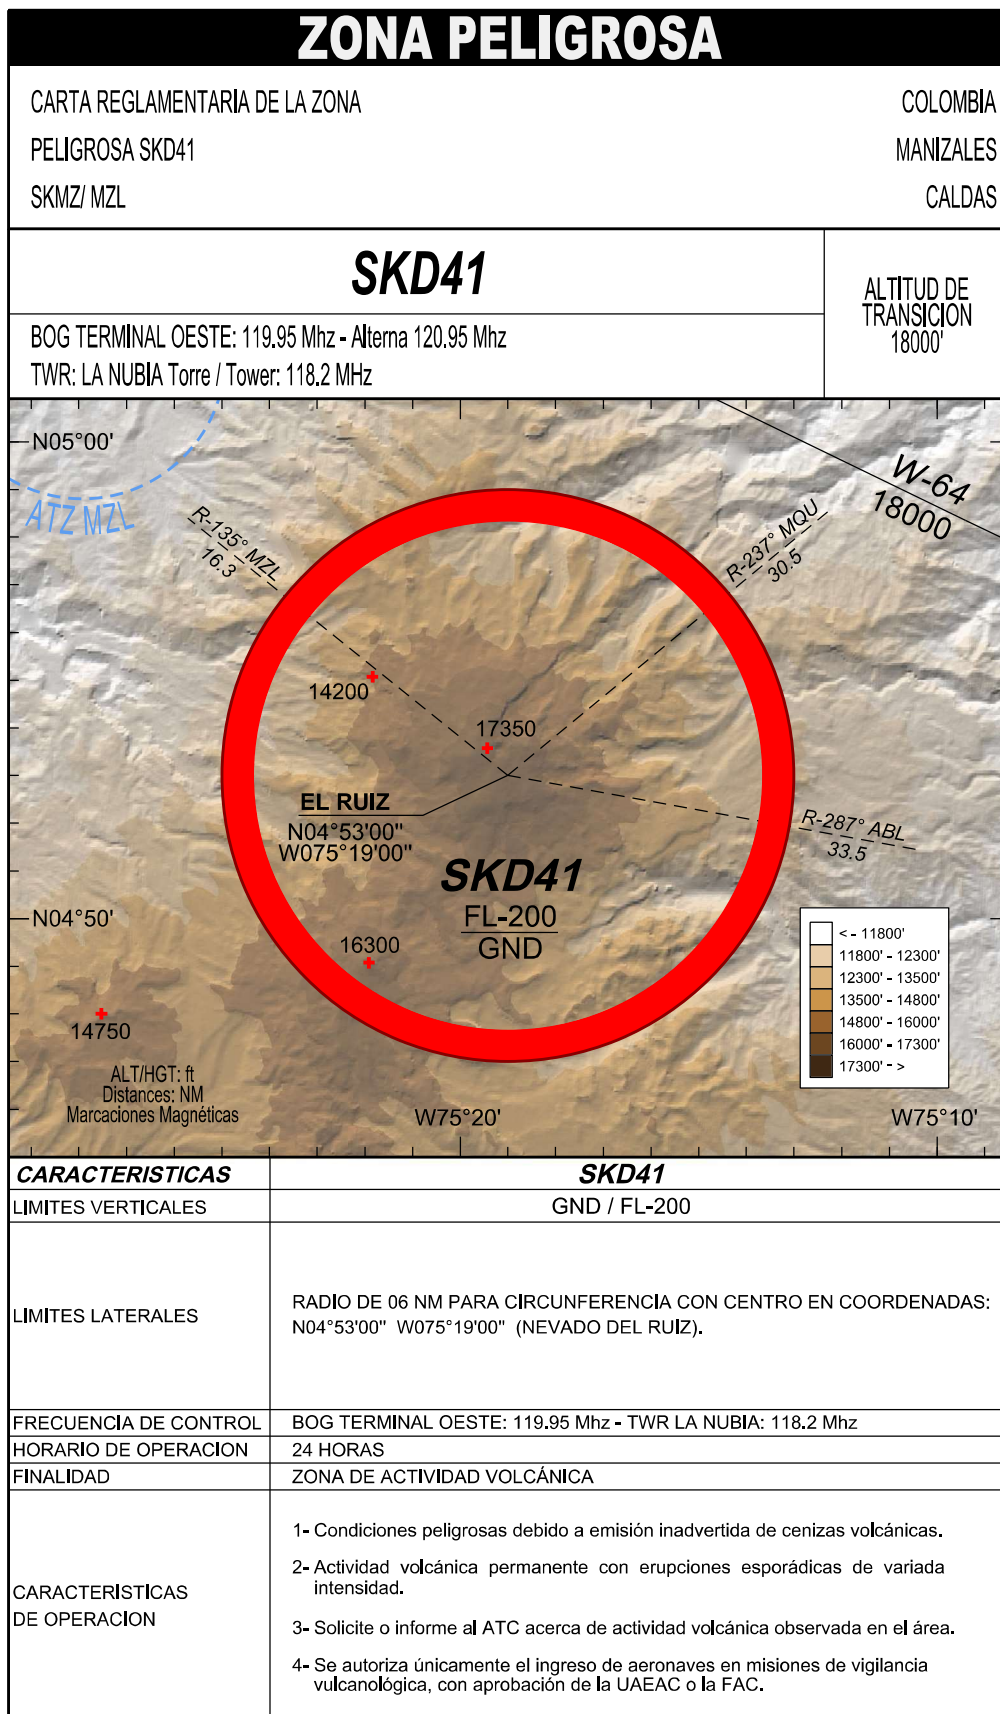 ZONA PELIGROSA
CARTA REGLAMENTARIA DE LA ZONA
PELIGROSA SKD41
SKMZ/ MZL
COLOMBIA
MANIZALES
CALDAS
SKD41
BOG TERMINAL OESTE: 119.95 Mhz - Alterna 120.95 Mhz
TWR: LA NUBIA Torre / Tower: 118.2 MHz
ALTITUD DE
TRANSICION
18000'
N05°00'
ATZ MZL
R-135° MZL
16.3
R-237° MQU
30.5
W-64
18000
14200
17350
EL RUIZ
N04°53'00"
W075°19'00"
R-287° ABL
33.5
SKD41
FL-200
GND
N04°50'
16300
14750
< - 11800'
11800' - 12300'
12300' - 13500'
13500' - 14800'
14800' - 16000'
16000' - 17300'
17300' - >
ALT/HGT: ft
Distances: NM
Marcaciones Magnéticas
W75°20'
W75°10'
CARACTERISTICAS
SKD41
LIMITES VERTICALES
GND / FL-200
LIMITES LATERALES
RADIO DE 06 NM PARA CIRCUNFERENCIA CON CENTRO EN COORDENADAS:
N04°53'00" W075°19'00" (NEVADO DEL RUIZ).
FRECUENCIA DE CONTROL
BOG TERMINAL OESTE: 119.95 Mhz - TWR LA NUBIA: 118.2 Mhz
HORARIO DE OPERACION
24 HORAS
FINALIDAD
ZONA DE ACTIVIDAD VOLCÁNICA
CARACTERISTICAS
DE OPERACION
1- Condiciones peligrosas debido a emisión inadvertida de cenizas volcánicas.
2- Actividad volcánica permanente con erupciones esporádicas de variada
intensidad.
3- Solicite o informe al ATC acerca de actividad volcánica observada en el área.
4- Se autoriza únicamente el ingreso de aeronaves en misiones de vigilancia
vulcanológica, con aprobación de la UAEAC o la FAC.